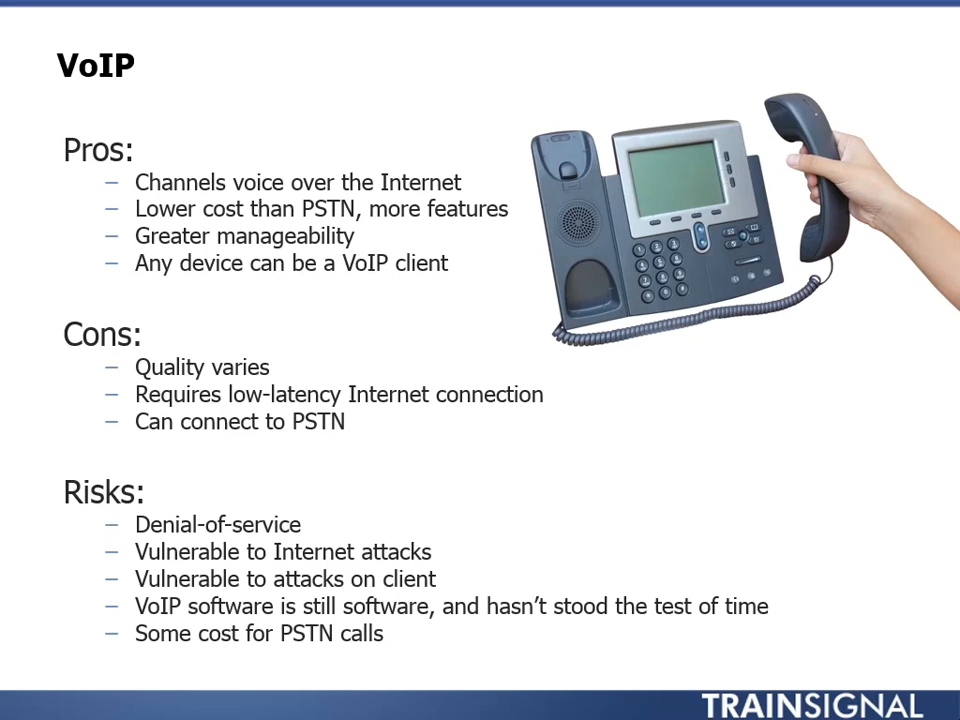 VoIP
Pros:
– Channels voice over the Internet
– Lower cost than PSTN, more features
– Greater manageability
– Any device can be a VoIP client
Cons:
– Quality varies
– Requires low-latency Internet connection
– Can connect to PSTN
Risks:
– Denial-of-service
– Vulnerable to Internet attacks
– Vulnerable to attacks on client
– VoIP software is still software, and hasn’t stood the test of time
– Some cost for PSTN calls
TRAINSIGNAL